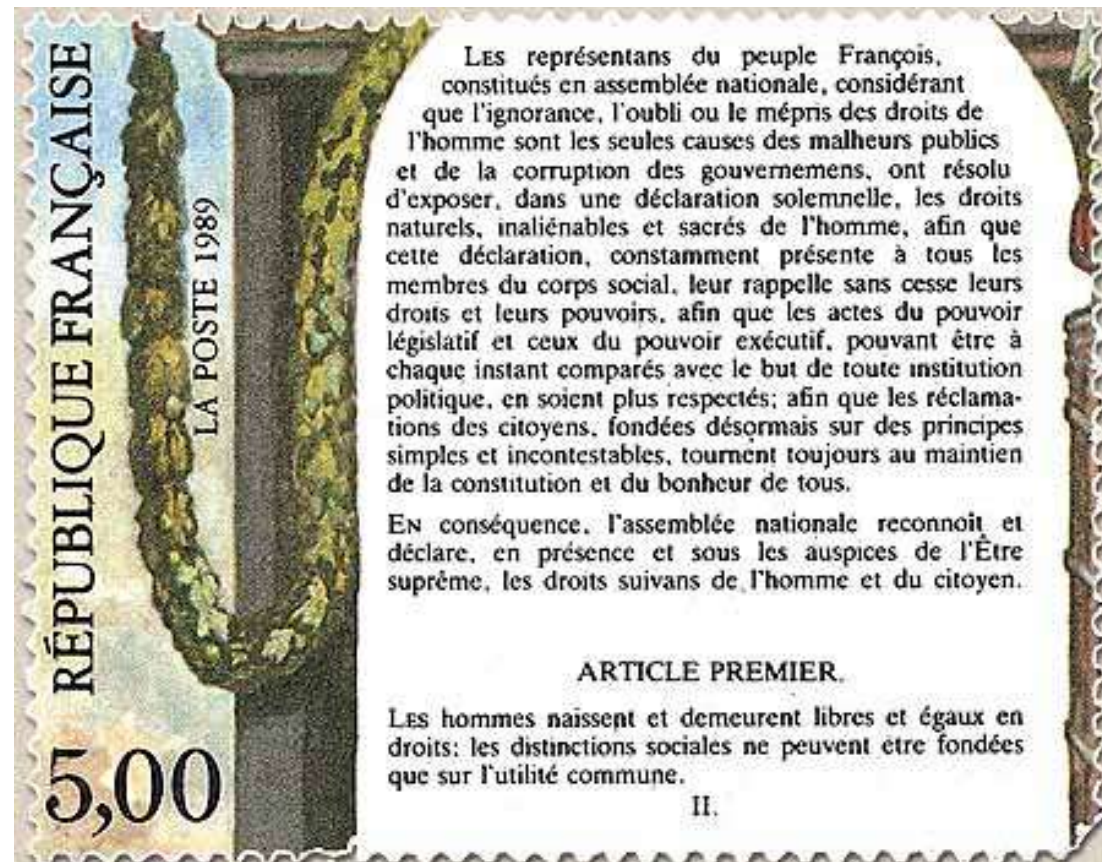 RÉPUBLIQUE FRANÇAISE
LA POSTE 1989
5,00
LES représentans du peuple François,
constitués en assemblée nationale, considérant
que l'ignorance, l'oubli ou le mépris des droits de
l'homme sont les seules causes des malheurs publics
et de la corruption des gouvernemens, ont résolu
d'exposer, dans une déclaration solemnelle, les droits
naturels, inaliénables et sacrés de l'homme, afin que
cette déclaration, constamment présente à tous les
membres du corps social, leur rappelle sans cesse leurs
droits et leurs pouvoirs, afin que les actes du pouvoir
législatif et ceux du pouvoir exécutif, pouvant être à
chaque instant comparés avec le but de toute institution
politique, en soient plus respectés; afin que les réclama-
tions des citoyens, fondées désormais sur des principes
simples et incontestables, tournent toujours au maintien
de la constitution et du bonheur de tous.
EN conséquence, l'assemblée nationale reconnoit et
déclare, en présence et sous les auspices de l'Être
suprême, les droits suivans de l'homme et du citoyen.
ARTICLE PREMIER.
LES hommes naissent et demeurent libres et égaux en
droits; les distinctions sociales ne peuvent etre fondées
que sur l'utilité commune.
II.